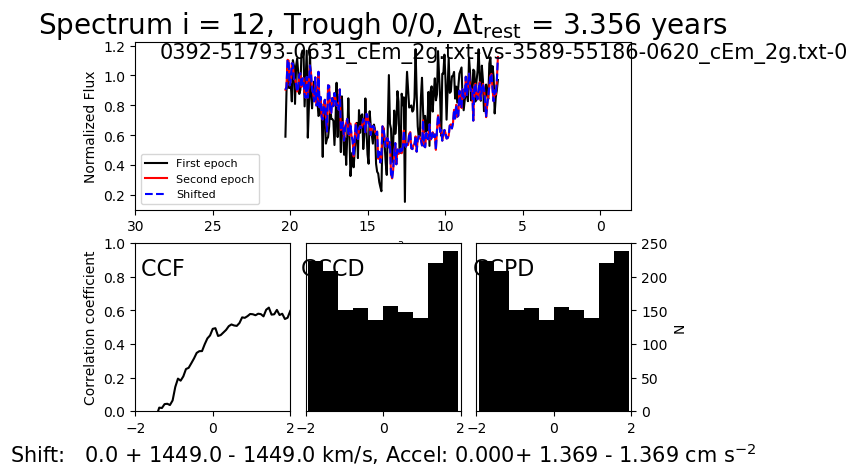 Spectrum i = 12, Trough 0/0, Δt_rest = 3.356 years
0392-51793-0631_cEm_2g.txt-vs-3589-55186-0620_cEm_2g.txt-0
Normalized Flux
1.2
1.0
0.8
0.6
0.4
0.2
First epoch
Second epoch
Shifted
30 25 20 15 10 5 0
Correlation coefficient
1.0
0.8
0.6
0.4
0.2
0.0
CCF
CCCD
CCPD
250
200
150
100
50
0
N
−2 0 2
−2 0 2
−2 0 2
Shift: 0.0 + 1449.0 - 1449.0 km/s, Accel: 0.000+ 1.369 - 1.369 cm s⁻²